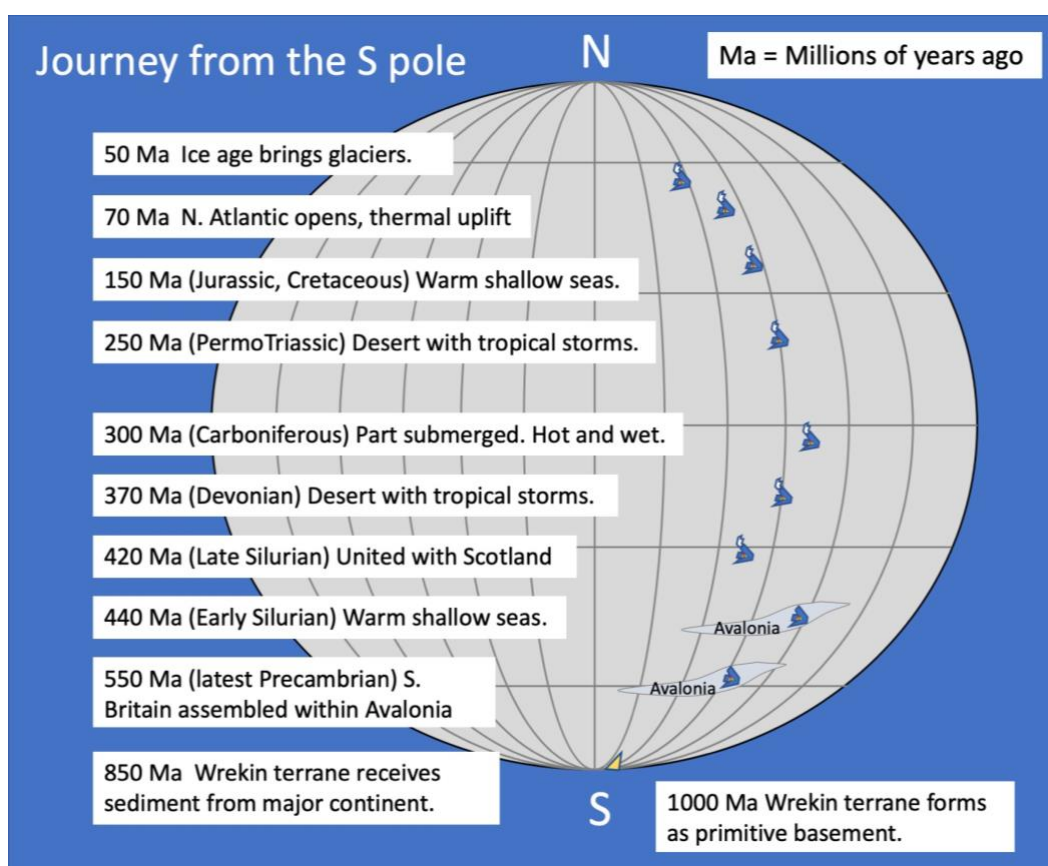 Journey from the S pole
N
Ma = Millions of years ago
50 Ma  Ice age brings glaciers.
70 Ma  N. Atlantic opens, thermal uplift
150 Ma (Jurassic, Cretaceous) Warm shallow seas.
250 Ma (PermoTriassic) Desert with tropical storms.
300 Ma (Carboniferous) Part submerged. Hot and wet.
370 Ma (Devonian) Desert with tropical storms.
420 Ma (Late Silurian) United with Scotland
440 Ma (Early Silurian) Warm shallow seas.
Avalonia
550 Ma (latest Precambrian) S.
Britain assembled within Avalonia
Avalonia
850 Ma  Wrekin terrane receives
sediment from major continent.
S
1000 Ma Wrekin terrane forms
as primitive basement.